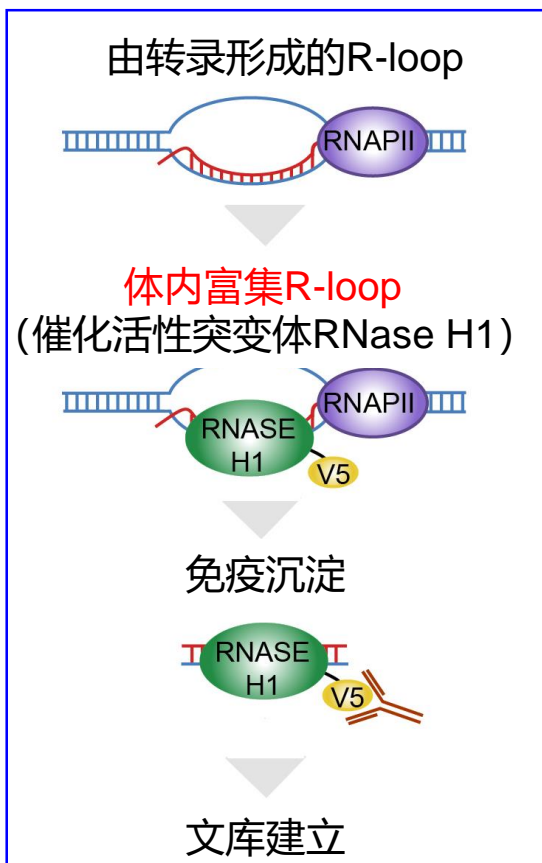 由转录形成的R-loop
RNAPII
体内富集R-loop
（催化活性突变体RNase H1）
RNAPII
RNASE
H1
V5
免疫沉淀
RNASE
H1
V5
文库建立